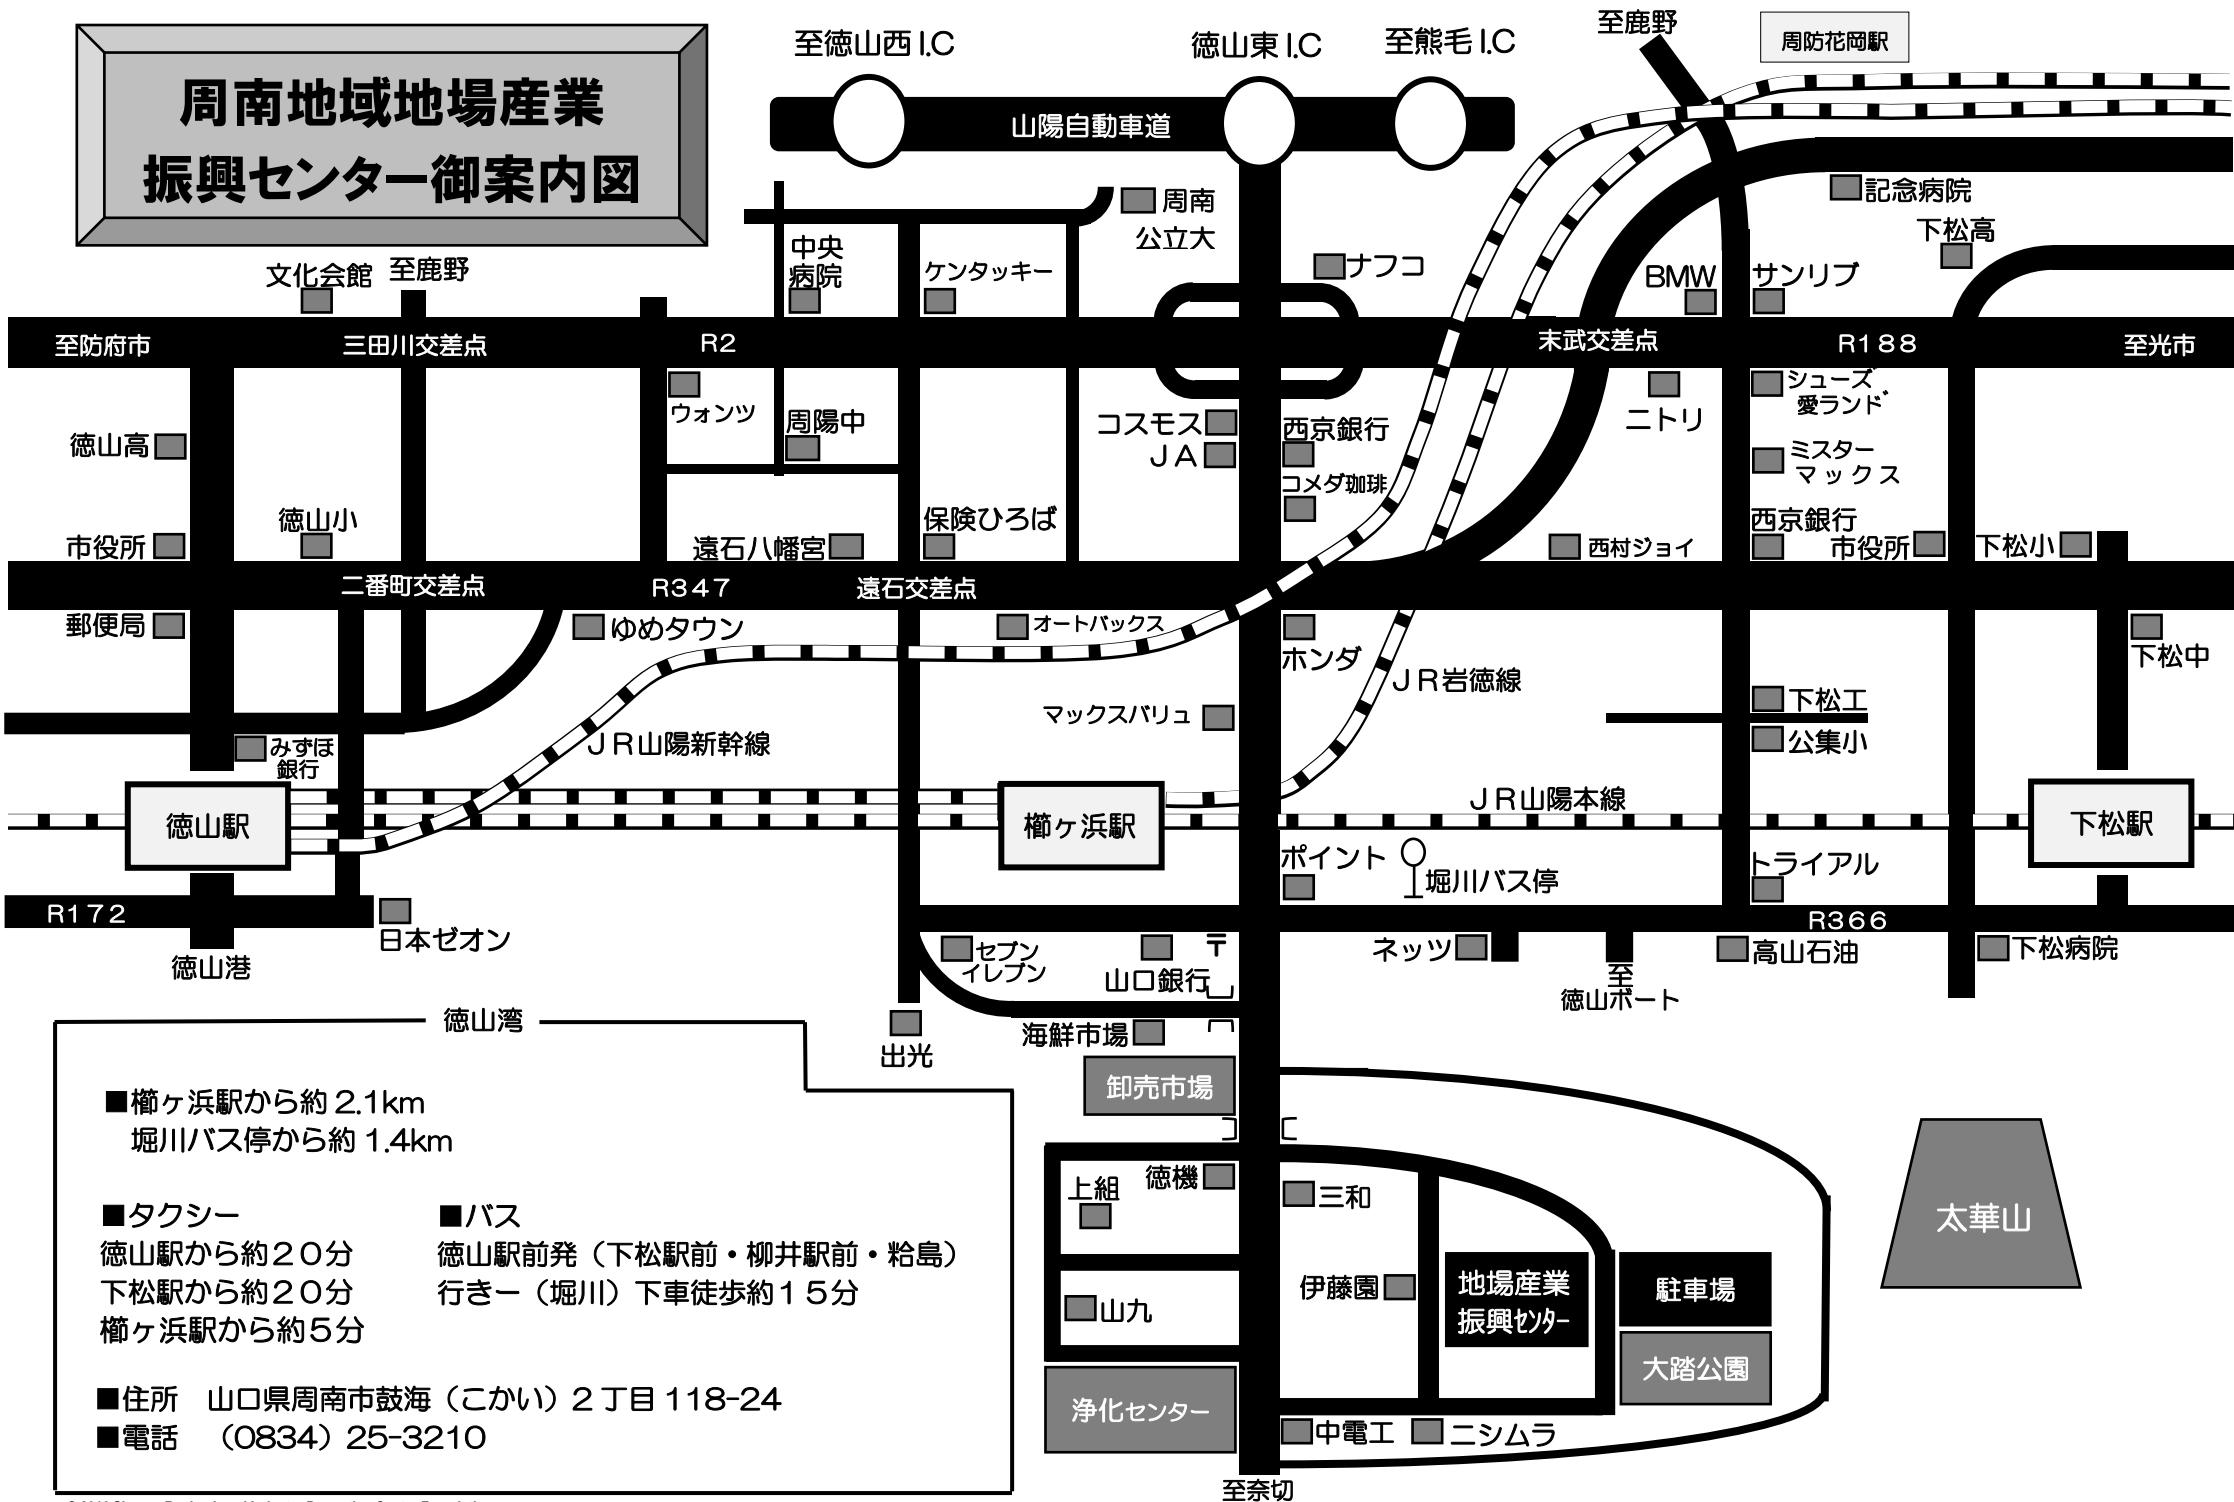 周南地域地場産業
振興センター御案内図
至徳山西I.C
徳山東I.C
至熊毛I.C
至鹿野
周防花岡駅
山陽自動車道
周南
公立大
記念病院
下松高
文化会館
至鹿野
中央
病院
ケンタッキー
ナフコ
BMW
サンリブ
至防府市
三田川交差点
R2
末武交差点
R188
至光市
ウォンツ
周陽中
コスモス
JA
西京銀行
コメダ珈琲
ニトリ
シューズ
愛ランド
ミスター
マックス
徳山高
市役所
徳山小
遠石八幡宮
保険ひろば
西村ジョイ
西京銀行
市役所
下松小
二番町交差点
R347
遠石交差点
郵便局
ゆめタウン
オートバックス
ホンダ
JR岩徳線
下松中
マックスバリュ
下松工
公集小
みずほ
銀行
JR山陽新幹線
JR山陽本線
徳山駅
櫛ヶ浜駅
下松駅
ポイント
堀川バス停
トライアル
R172
日本ゼオン
R366
徳山港
セブン
イレブン
〒
山口銀行
ネッツ
至
徳山ボート
高山石油
下松病院
徳山湾
出光
海鮮市場
卸売市場
■櫛ヶ浜駅から約2.1km
堀川バス停から約1.4km
■タクシー
徳山駅から約20分
下松駅から約20分
櫛ヶ浜駅から約5分
■バス
徳山駅前発（下松駅前・柳井駅前・粭島）
行きー（堀川）下車徒歩約15分
■住所　山口県周南市鼓海（こかい）2丁目118-24
■電話　（0834）25-3210
上組
徳機
三和
太華山
伊藤園
地場産業
振興ｾﾝﾀｰ
駐車場
山九
大踏公園
浄化センター
中電工
ニシムラ
至奈切